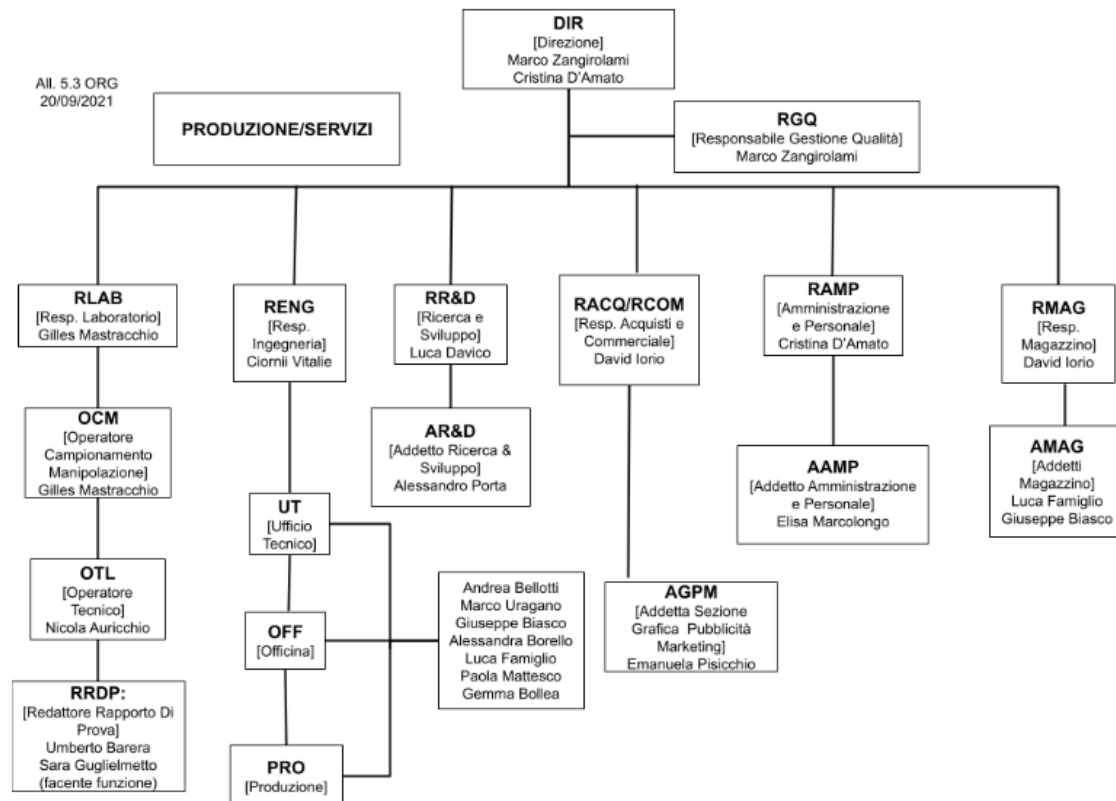 DIR
[Direzione]
Marco Zangirolami
Cristina D'Amato
All. 5.3 ORG
20/09/2021
PRODUZIONE/SERVIZI
RGQ
[Responsabile Gestione Qualità]
Marco Zangirolami
RLAB
[Resp. Laboratorio]
Gilles Mastracchio
RENG
[Resp.
Ingegneria]
Ciornii Vitalie
RR&D
[Ricerca e
Sviluppo]
Luca Davico
RACQ/RCOM
[Resp. Acquisti e
Commerciale]
David Iorio
RAMP
[Amministrazione
e Personale]
Cristina D'Amato
RMAG
[Resp.
Magazzino]
David Iorio
OCM
[Operatore
Campionamento
Manipolazione]
Gilles Mastracchio
AR&D
[Addetto Ricerca &
Sviluppo]
Alessandro Porta
AAMP
[Addetto Amministrazione
e Personale]
Elisa Marcolongo
AMAG
[Addetti
Magazzino]
Luca Famiglio
Giuseppe Biasco
UT
[Ufficio
Tecnico]
OTL
[Operatore
Tecnico]
Nicola Auricchio
OFF
[Officina]
Andrea Bellotti
Marco Uragano
Giuseppe Biasco
Alessandra Borello
Luca Famiglio
Paola Mattesco
Gemma Bollea
AGPM
[Addetta Sezione
Grafica Pubblicità
Marketing]
Emanuela Pisicchio
RRDP:
[Redattore Rapporto Di
Prova]
Umberto Barera
Sara Guglielmetto
(facente funzione)
PRO
[Produzione]